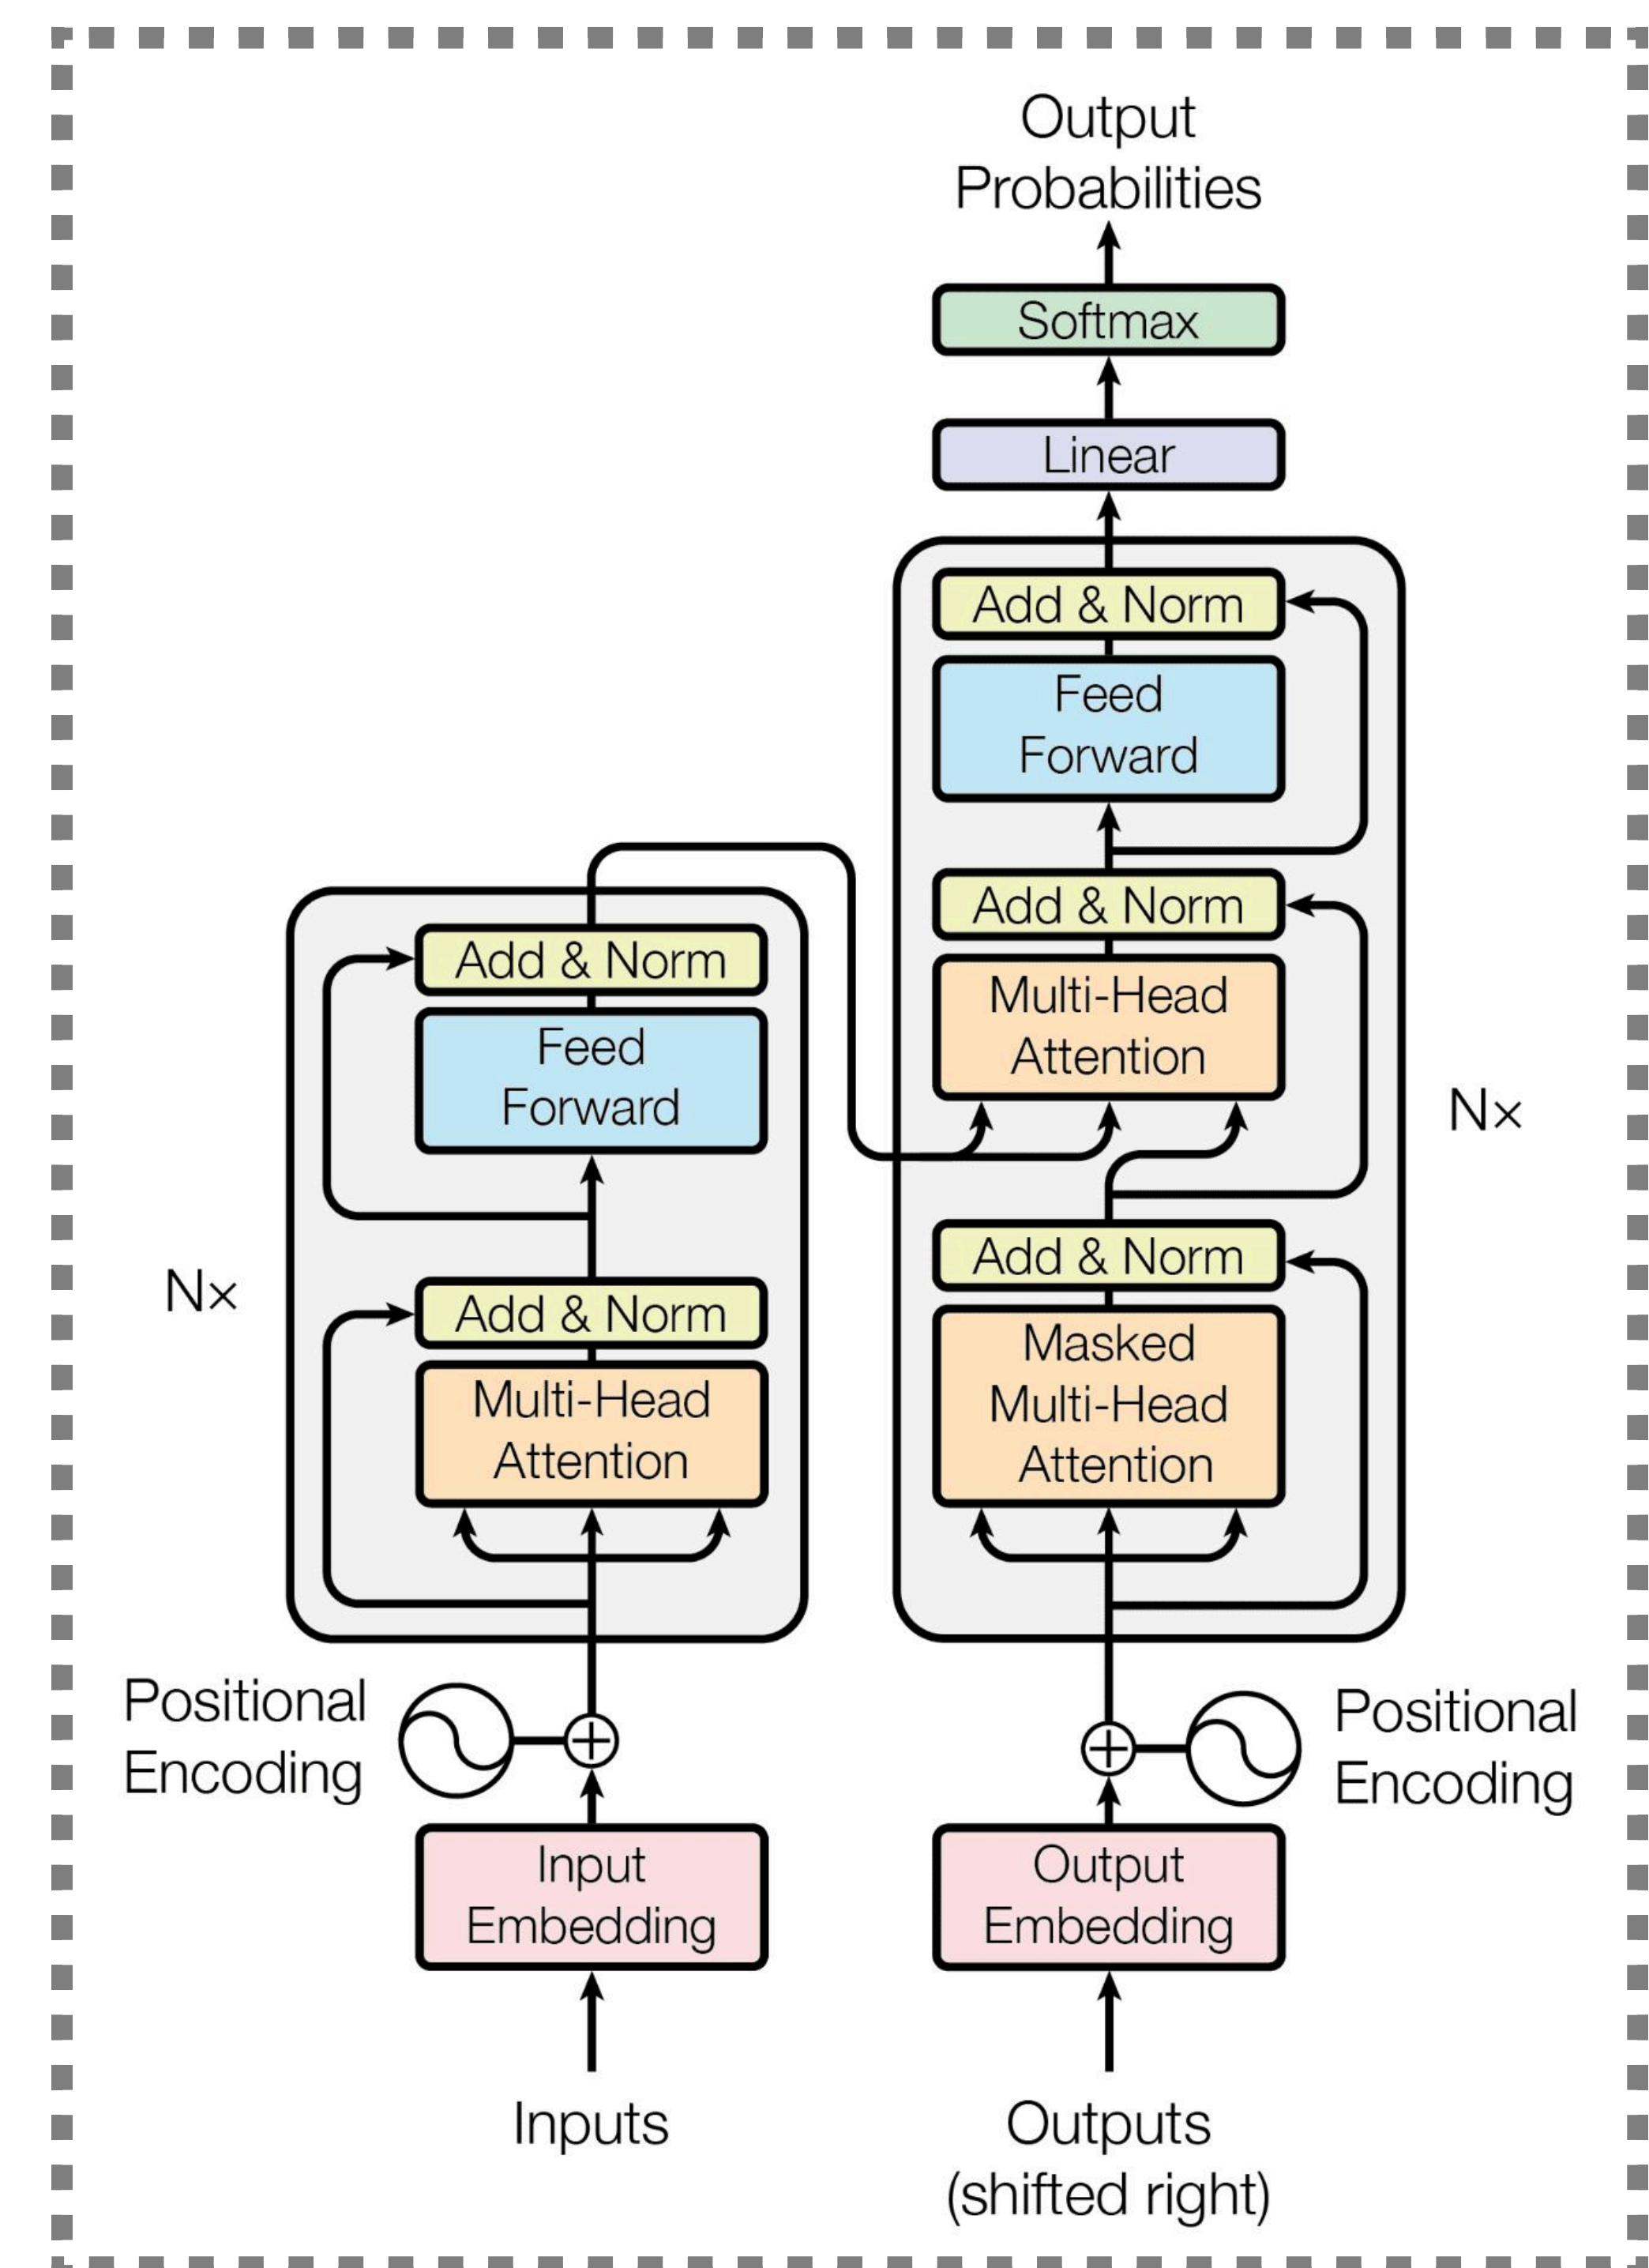 Output
Probabilities
Softmax
Linear
Add & Norm
Feed
Forward
Add & Norm
Multi-Head
Attention
Add & Norm
Masked
Multi-Head
Attention
N×
Add & Norm
Feed
Forward
Add & Norm
Multi-Head
Attention
N×
Positional
Encoding
Positional
Encoding
Input
Embedding
Output
Embedding
Inputs
Outputs
(shifted right)